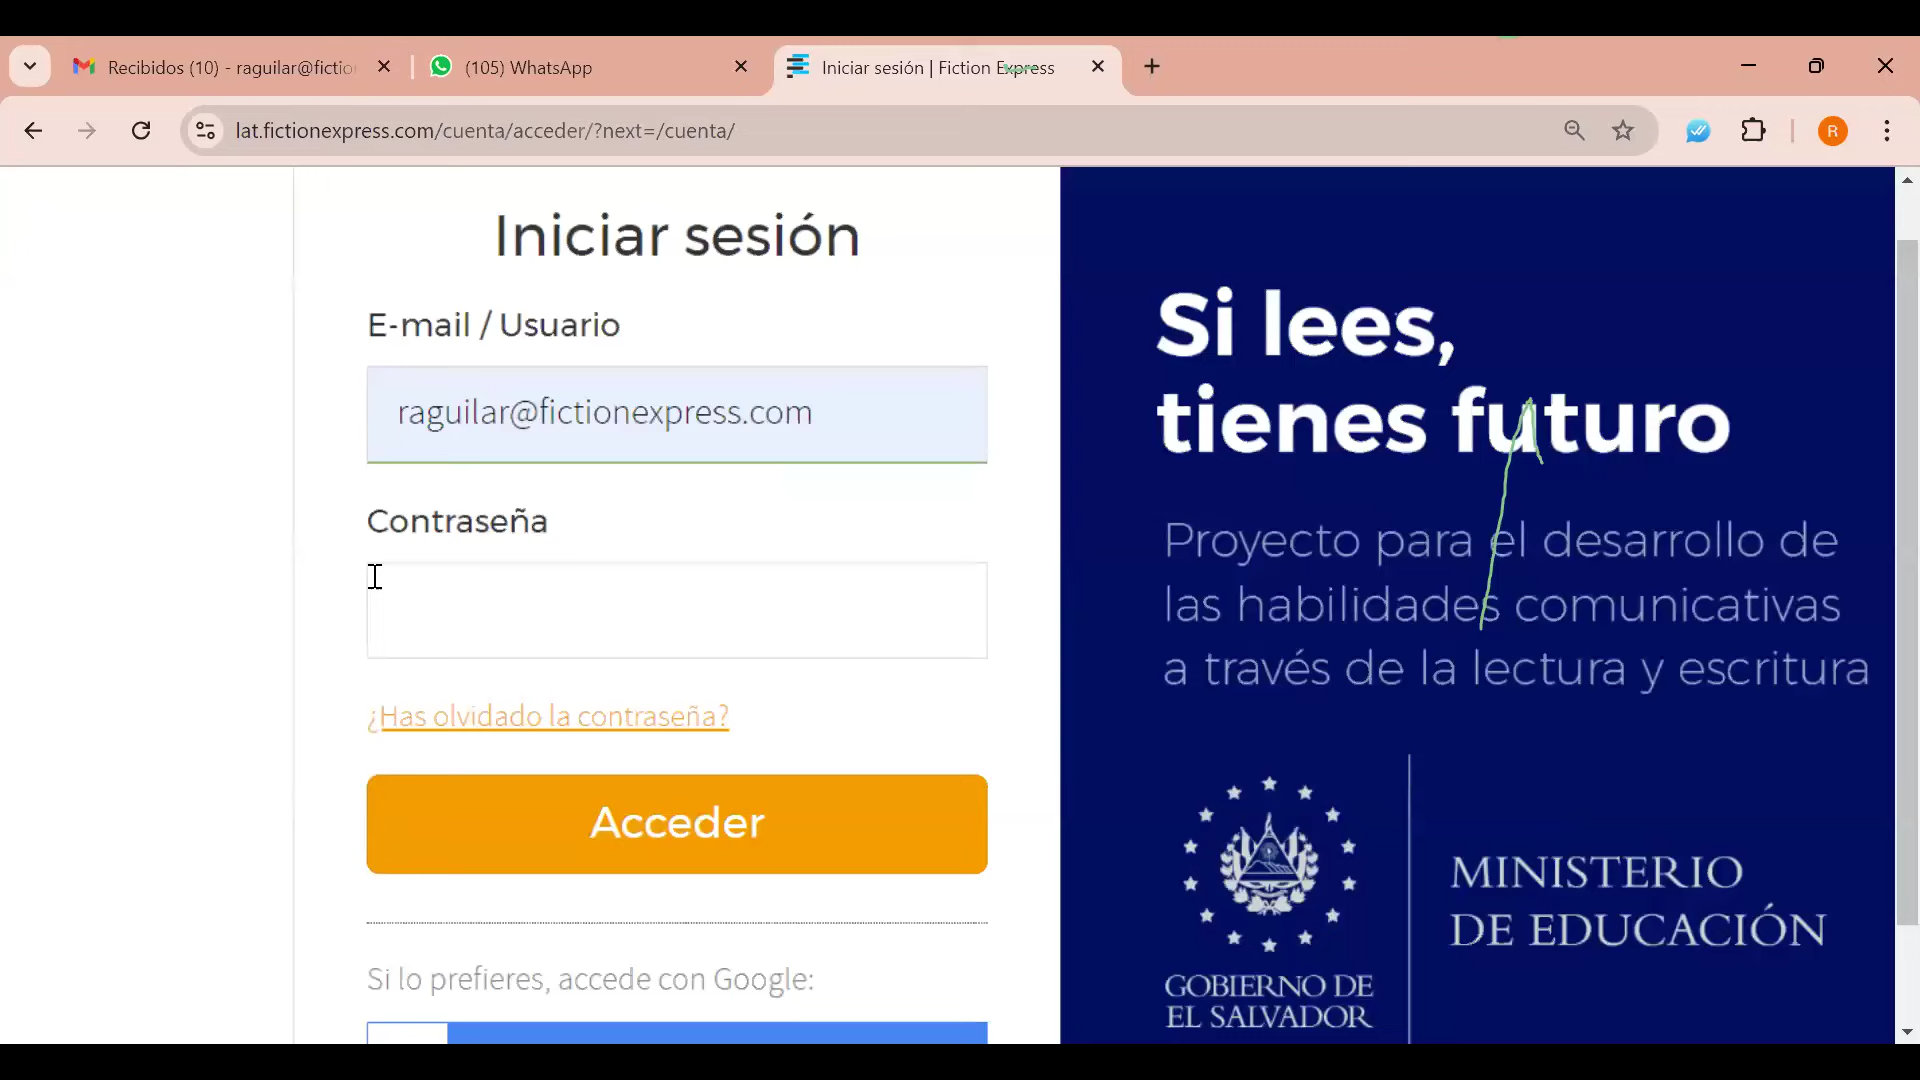 Recibidos (10) - raguilar@fictio
(105) WhatsApp
Iniciar sesión | Fiction Express
lat.fictionexpress.com/cuenta/acceder/?next=/cuenta/
R
Iniciar sesión
E-mail / Usuario
raguilar@fictionexpress.com
Contraseña
¿Has olvidado la contraseña?
Acceder
Si lo prefieres, accede con Google:
Si lees,
tienes futuro
Proyecto para el desarrollo de
las habilidades comunicativas
a través de la lectura y escritura
GOBIERNO DE
EL SALVADOR
MINISTERIO
DE EDUCACIÓN